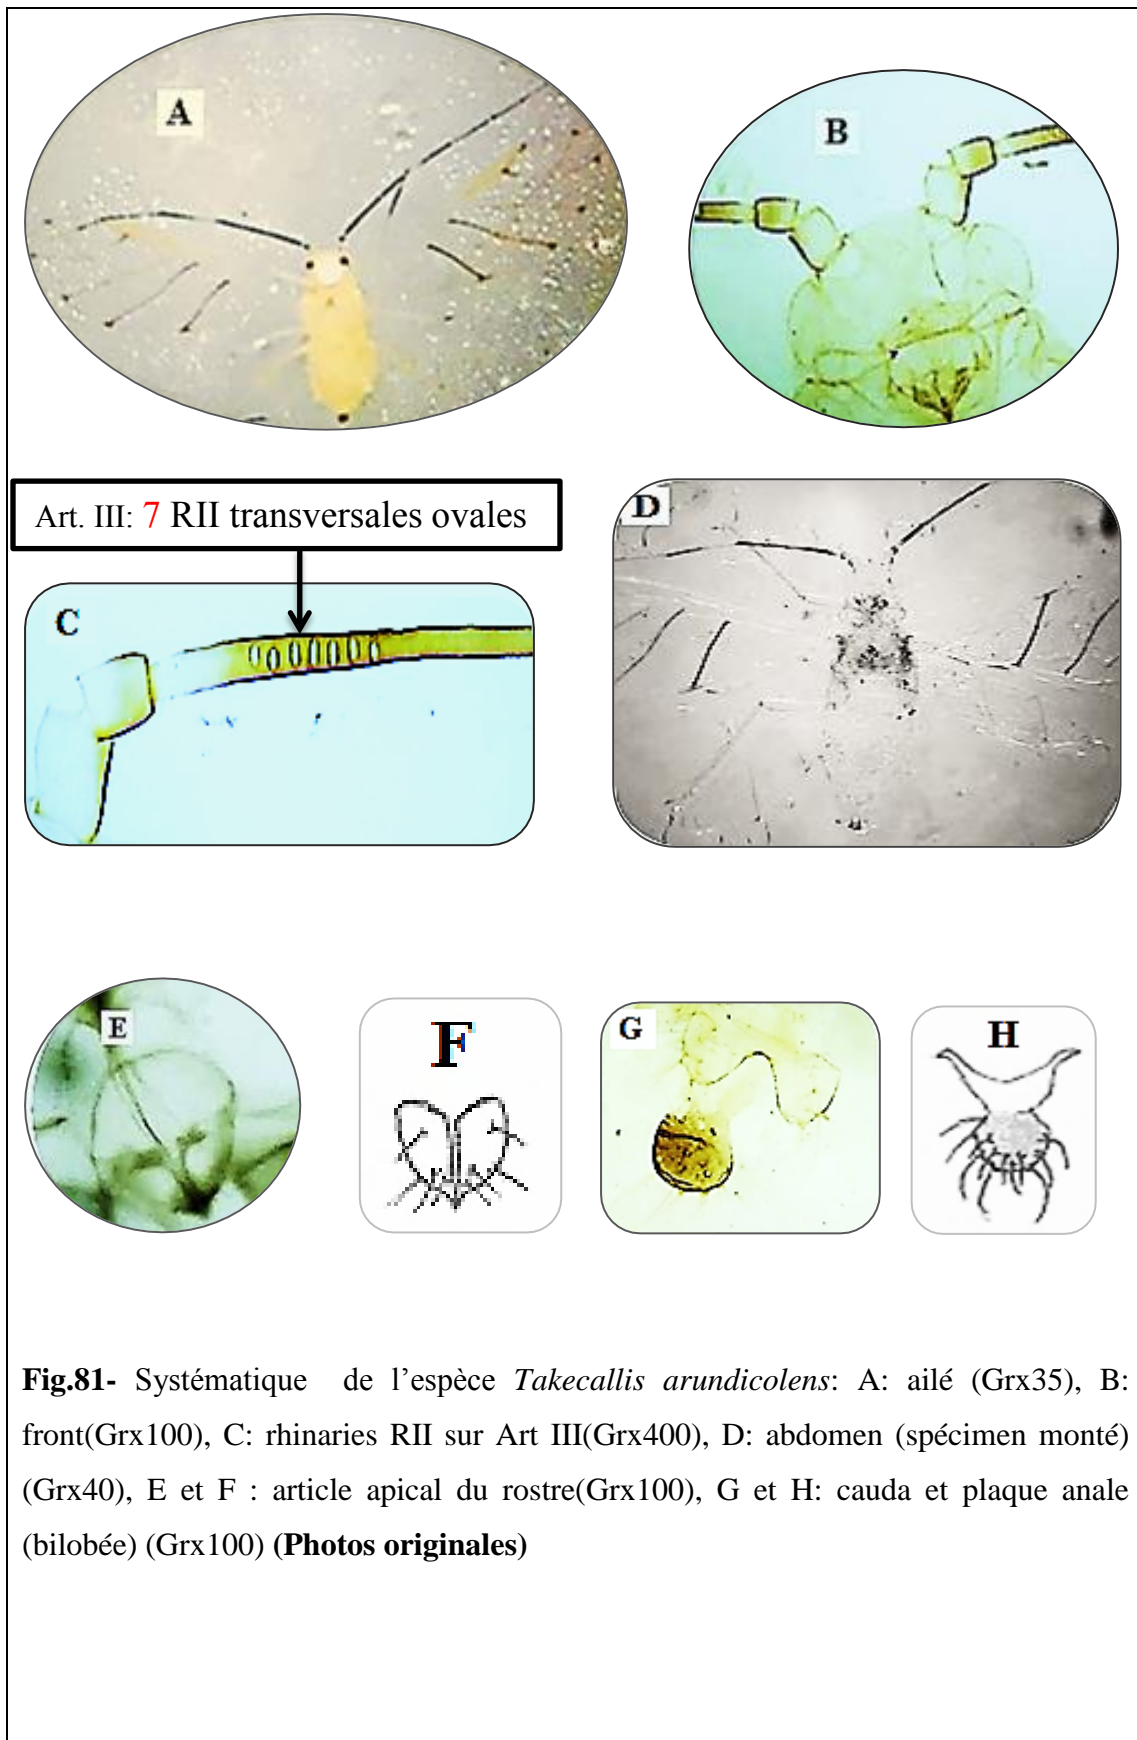 A
B
Art. III: 7 RII transversales ovales
C
D
E
F
G
H
Fig.81- Systématique de l’espèce Takecallis arundicolens: A: ailé (Grx35), B:
front(Grx100), C: rhinaries RII sur Art III(Grx400), D: abdomen (spécimen monté)
(Grx40), E et F : article apical du rostre(Grx100), G et H: cauda et plaque anale
(bilobée) (Grx100) (Photos originales)